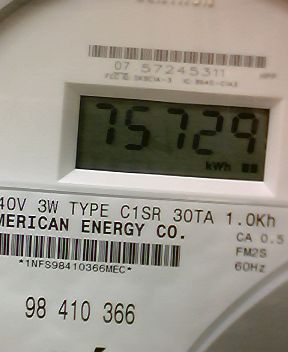 07 57245311
75729
kWh
40V 3W TYPE C1SR 30TA 1.0Kh
MERICAN ENERGY CO.
CA 0.5
FM2S
60Hz
*1NFS98410366MEC*
98 410 366